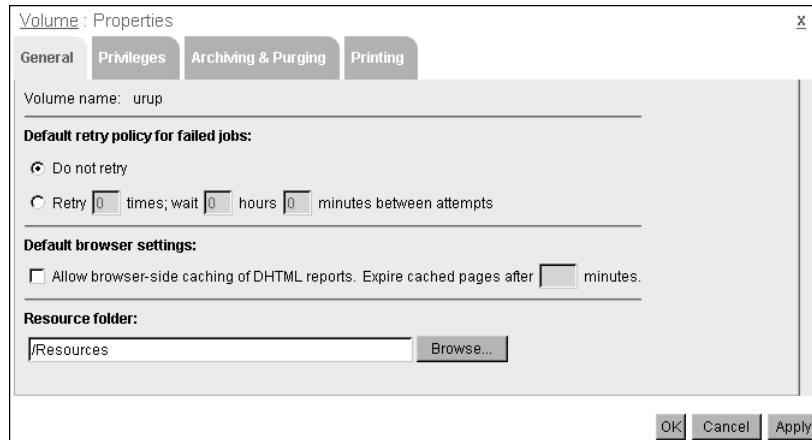 Volume : Properties x
General Privileges Archiving & Purging Printing
Volume name: urup
Default retry policy for failed jobs:
Do not retry
Retry 0 times; wait 0 hours 0 minutes between attempts
Default browser settings:
Allow browser-side caching of DHTML reports. Expire cached pages after minutes.
Resource folder:
/Resources Browse...
OK Cancel Apply